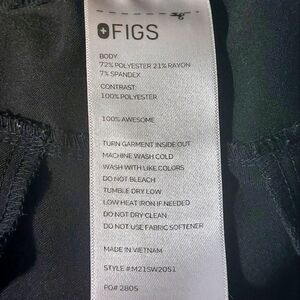 FIGS
BODY
72% POLYESTER 21% RAYON
7% SPANDEX
CONTRAST:
100% POLYESTER
100% AWESOME
TURN GARMENT INSIDE OUT
MACHINE WASH COLD
WASH WITH LIKE COLORS
DO NOT BLEACH
TUMBLE DRY LOW
LOW HEAT IRON IF NEEDED
DO NOT DRY CLEAN
DO NOT USE FABRIC SOFTENER
MADE IN VIETNAM
STYLE #:M21SW2051
PO# 2805